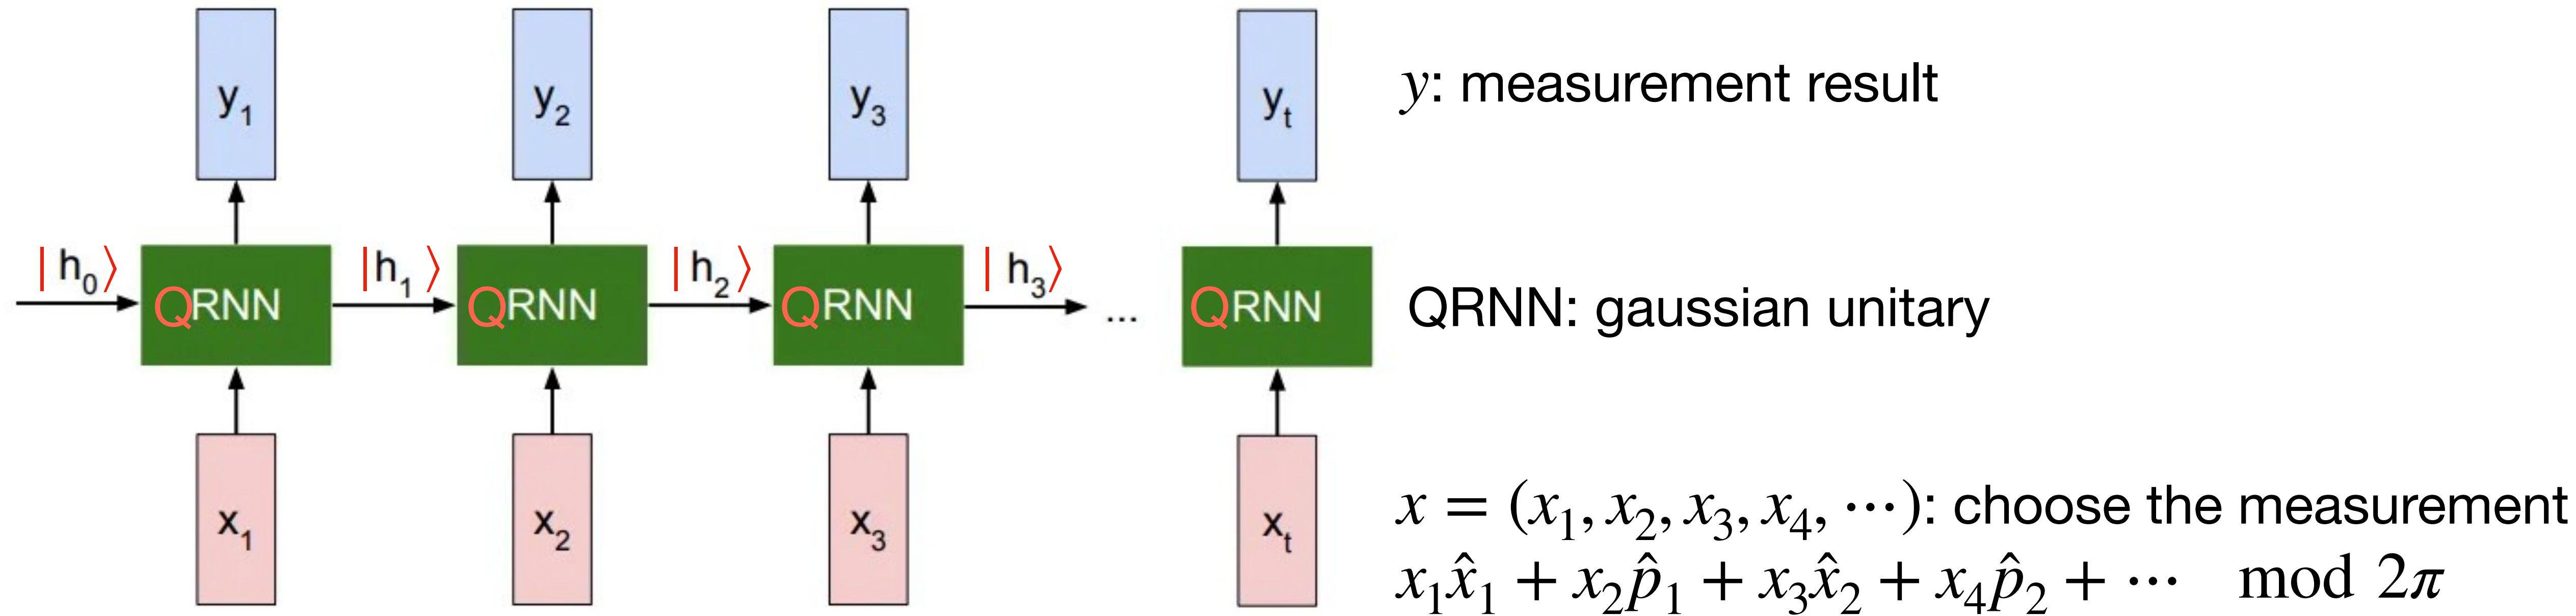 y₁ y₂ y₃ yₜ y: measurement result
|h₀⟩ QRNN |h₁⟩ QRNN |h₂⟩ QRNN |h₃⟩ ... QRNN QRNN: gaussian unitary
x₁ x₂ x₃ xₜ x = (x₁, x₂, x₃, x₄, ⋯): choose the measurement
x₁x̂₁ + x₂p̂₁ + x₃x̂₂ + x₄p̂₂ + ⋯ mod 2π